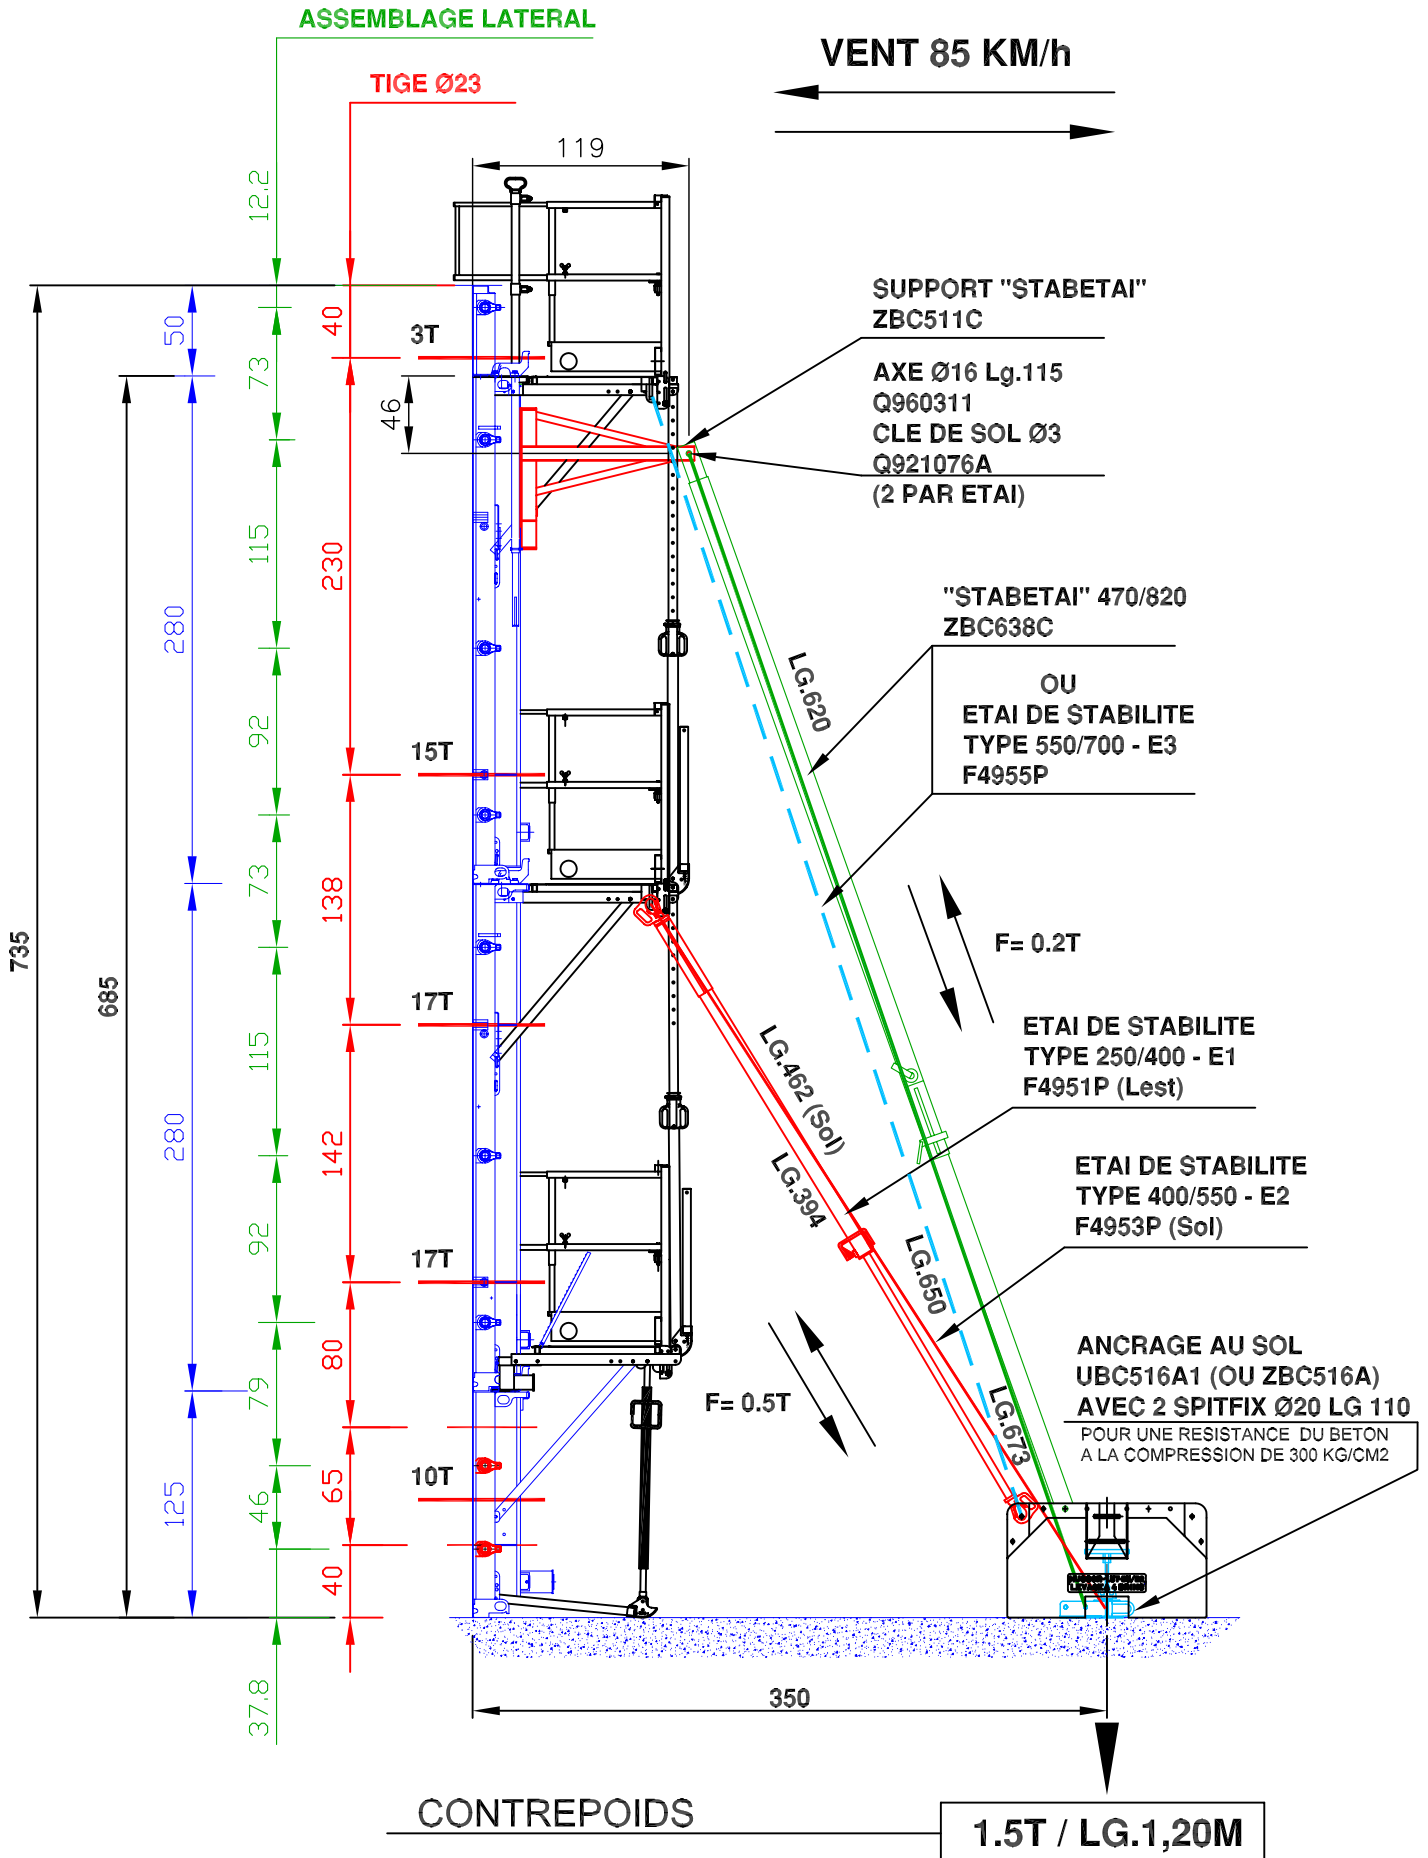 ASSEMBLAGE LATERAL
VENT 85 KM/h
TIGE Ø23
119
12.2
SUPPORT "STABETAI"
ZBC511C
50
40
3T
73
AXE Ø16 Lg.115
Q960311
CLE DE SOL Ø3
Q921076A
(2 PAR ETAI)
46
115
230
280
"STABETAI" 470/820
ZBC638C
LG.620
OU
ETAI DE STABILITE
TYPE 550/700 - E3
F4955P
92
15T
73
138
735
685
F= 0.2T
17T
ETAI DE STABILITE
TYPE 250/400 - E1
F4951P (Lest)
115
280
142
LG.462 (Sol)
LG.394
ETAI DE STABILITE
TYPE 400/550 - E2
F4953P (Sol)
92
17T
LG.650
80
79
F= 0.5T
ANCRAGE AU SOL
UBC516A1 (OU ZBC516A)
AVEC 2 SPITFIX Ø20 LG 110
POUR UNE RESISTANCE DU BETON
A LA COMPRESSION DE 300 KG/CM2
LG.673
10T
65
125
46
40
37.8
350
CONTREPOIDS
1.5T / LG.1,20M